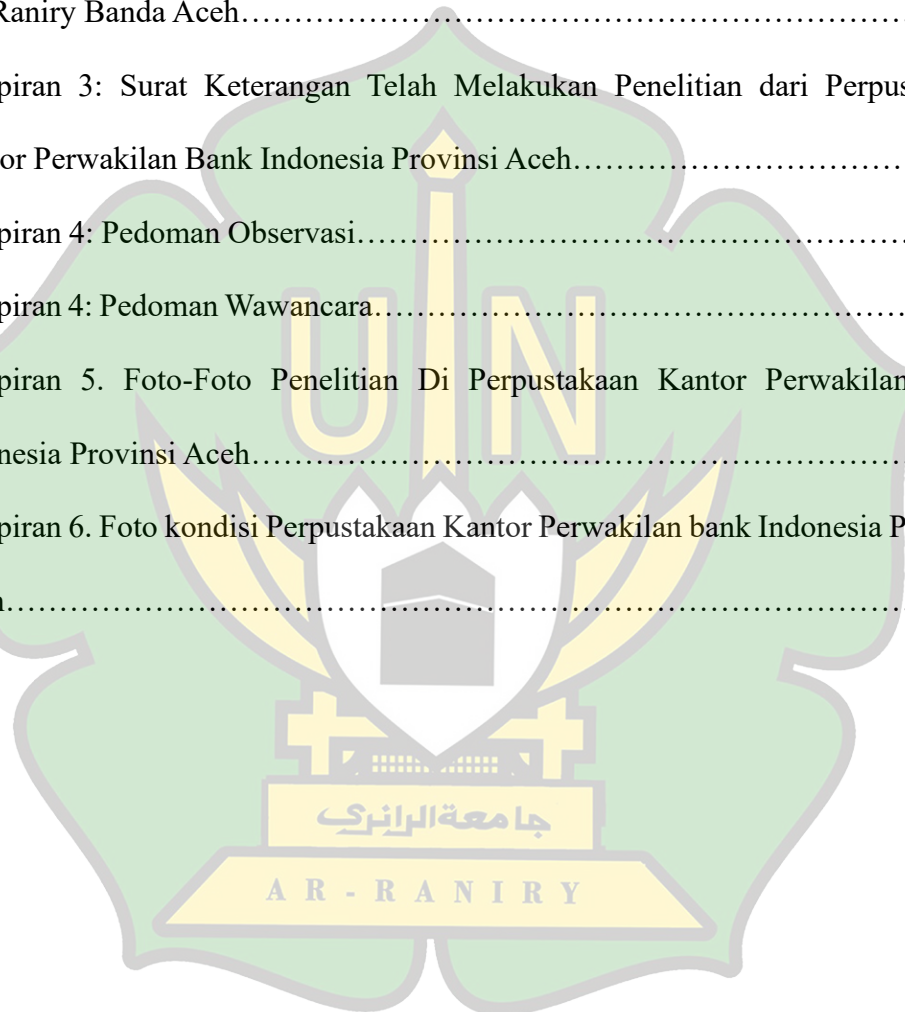 Raniry Banda Aceh……………………………………………………
piran 3: Surat Keterangan Telah Melakukan Penelitian dari Perpus
or Perwakilan Bank Indonesia Provinsi Aceh…………………………
piran 4: Pedoman Observasi……………………………………………
piran 4: Pedoman Wawancara…………………………………………
piran 5. Foto-Foto Penelitian Di Perpustakaan Kantor Perwakilan
nesia Provinsi Aceh……………………………………………………
piran 6. Foto kondisi Perpustakaan Kantor Perwakilan bank Indonesia P
……………………………………………………………………………
UIN
جامعةالرانرى
AR-RANIRY